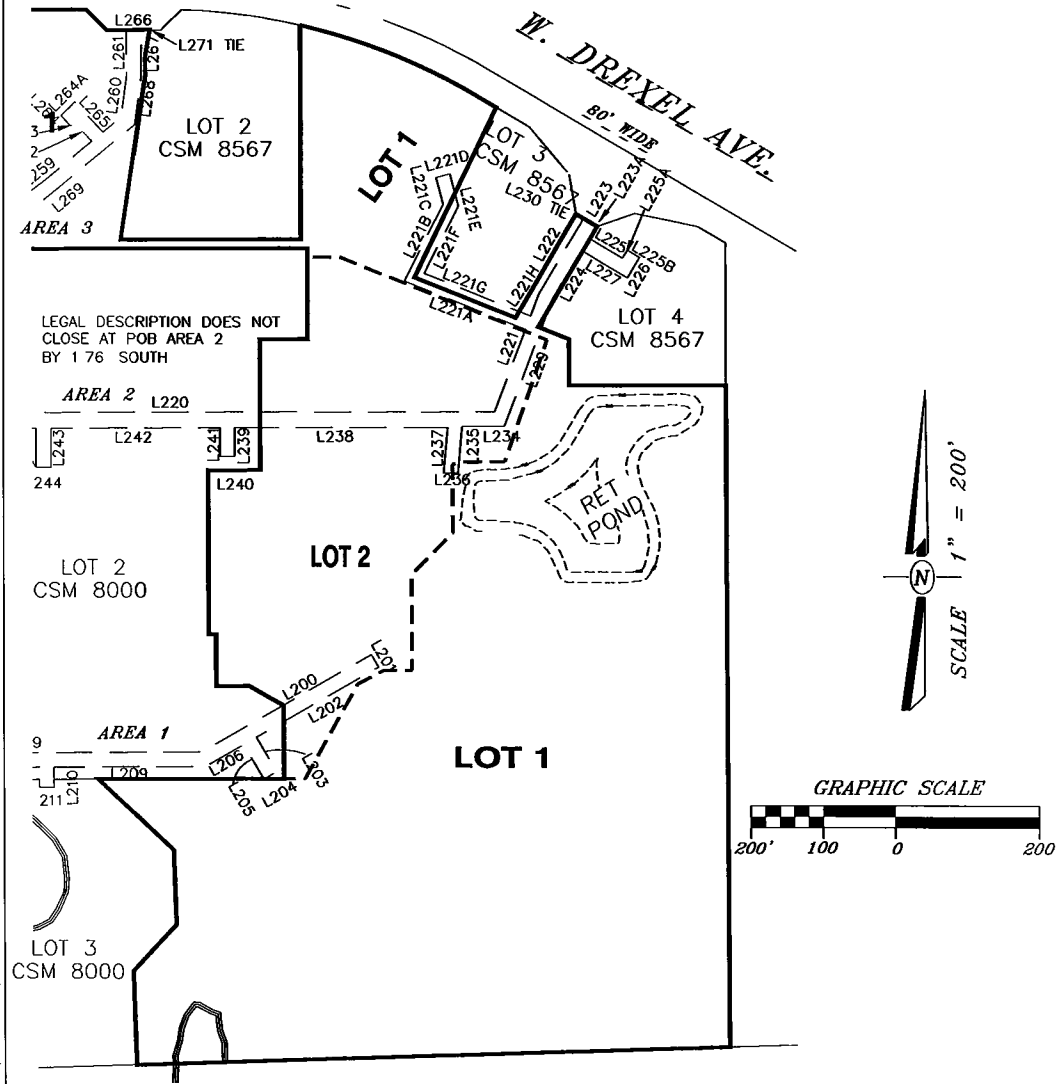 L266
L271 TIE
W. DREXEL AVE.
80' WIDE
L261
L267
L260
L268
L264A
L265
3
2
L259
L269
AREA 3
LOT 2
CSM 8567
LOT 1
LOT 3
CSM 8567
L230 TIE
L221D
L221C
L221B
L221E
L221F
L221G
L221A
L221H
L222
L223
L223A
L225A
L225
L225B
L224
L227
L226
LOT 4
CSM 8567
LEGAL DESCRIPTION DOES NOT
CLOSE AT POB AREA 2
BY 1 76 SOUTH
L221
L229
AREA 2
L220
L243
L242
L241
L239
L238
L237
L235
L234
244
L240
L236
RET
POND
LOT 2
CSM 8000
LOT 2
N
SCALE 1" = 200'
L201
L200
L202
9
AREA 1
L206
L203
L209
L210
211
L205
L204
LOT 1
GRAPHIC SCALE
200' 100 0 200
LOT 3
CSM 8000